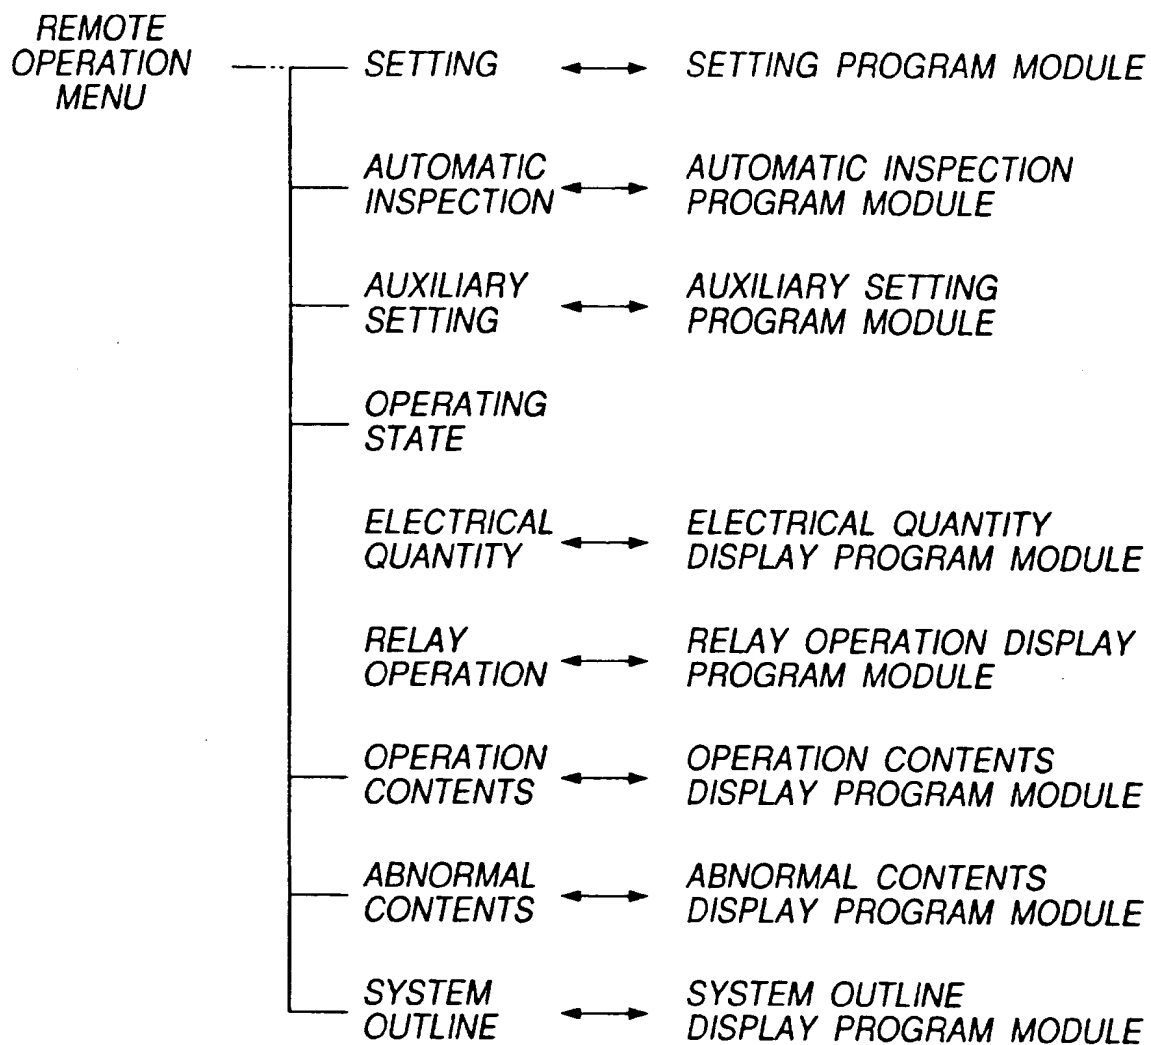 REMOTE
OPERATION
MENU
SETTING
SETTING PROGRAM MODULE
AUTOMATIC
INSPECTION
AUTOMATIC INSPECTION
PROGRAM MODULE
AUXILIARY
SETTING
AUXILIARY SETTING
PROGRAM MODULE
OPERATING
STATE
ELECTRICAL
QUANTITY
ELECTRICAL QUANTITY
DISPLAY PROGRAM MODULE
RELAY
OPERATION
RELAY OPERATION DISPLAY
PROGRAM MODULE
OPERATION
CONTENTS
OPERATION CONTENTS
DISPLAY PROGRAM MODULE
ABNORMAL
CONTENTS
ABNORMAL CONTENTS
DISPLAY PROGRAM MODULE
SYSTEM
OUTLINE
SYSTEM OUTLINE
DISPLAY PROGRAM MODULE